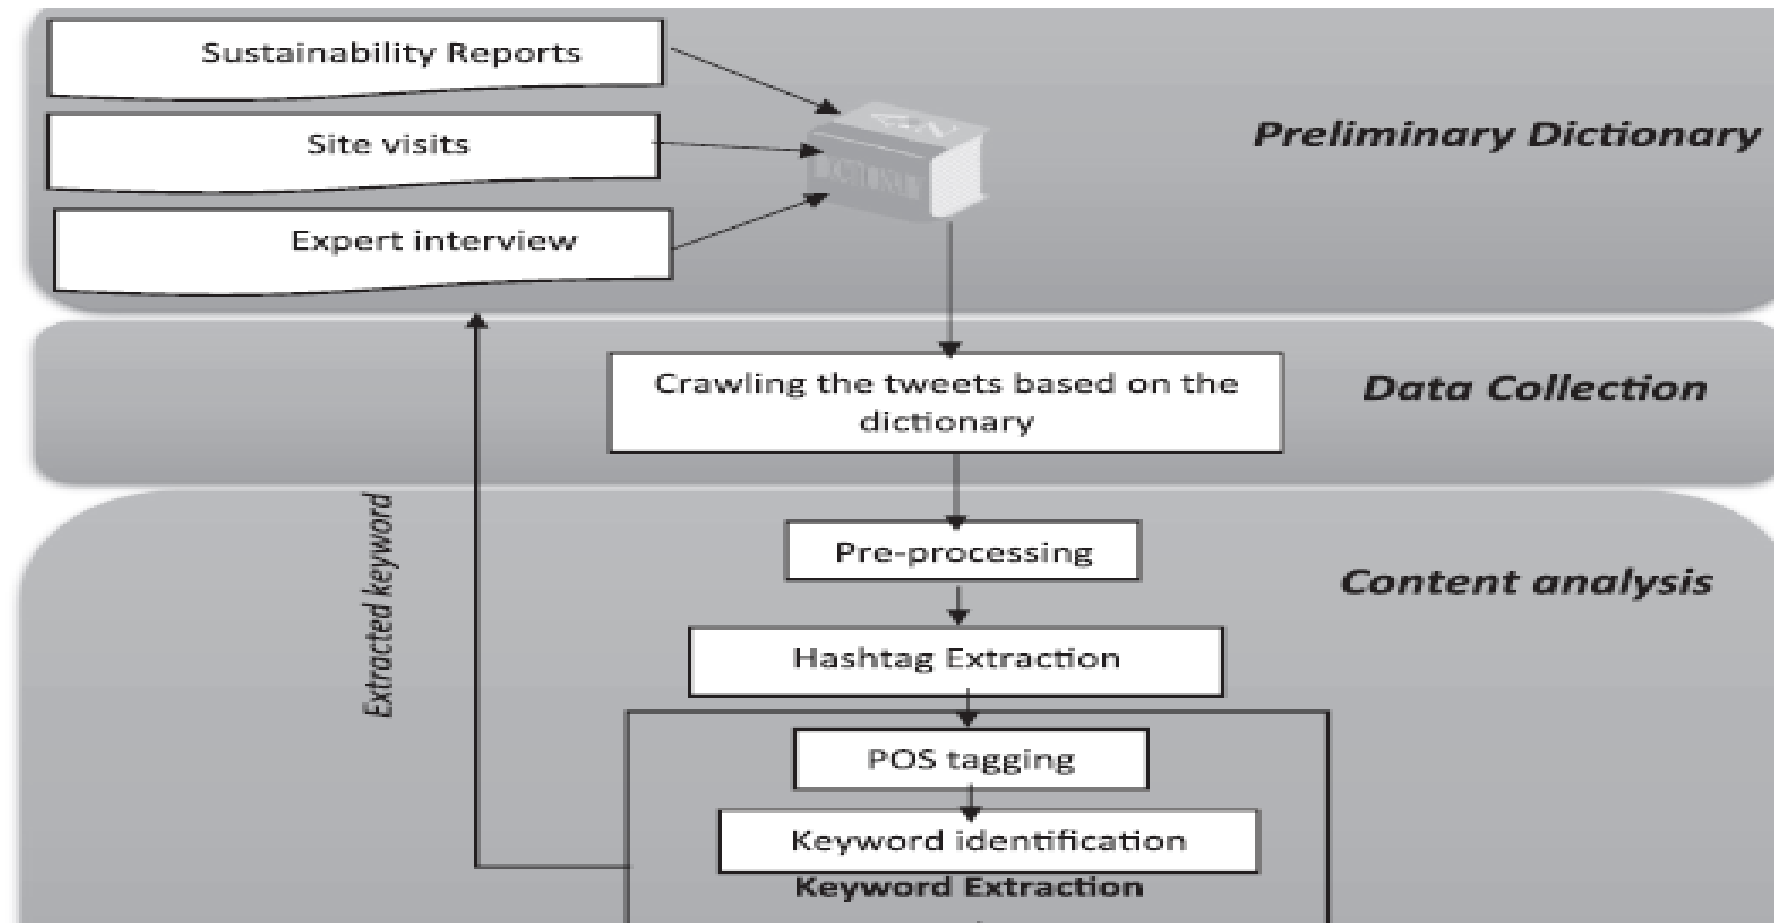 Sustainability Reports
Site visits
Preliminary Dictionary
Expert interview
Crawling the tweets based on the
dictionary
Data Collection
Extracted keyword
Pre-processing
Content analysis
Hashtag Extraction
POS tagging
Keyword identification
Keyword Extraction